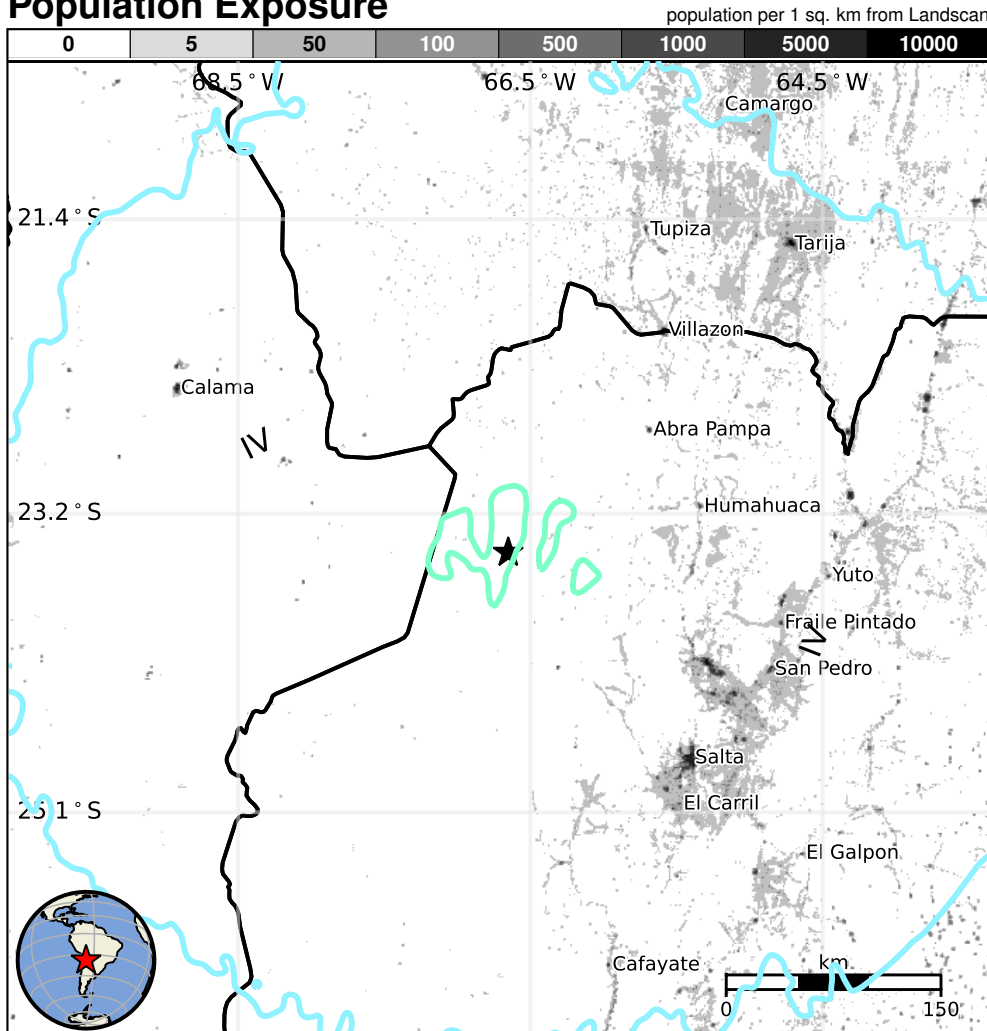 Population Exposure
population per 1 sq. km from Landscan
0 5 50 100 500 1000 5000 10000
68.5°W 66.5°W 64.5°W
Camargo
21.4°S
Tupiza
Tarija
Villazon
Calama
Abra Pampa
IV
23.2°S
Humahuaca
Yuto
Fraile Pintado
IV
San Pedro
Salta
25.1°S
El Carril
El Galpon
Cafayate
km
0 150